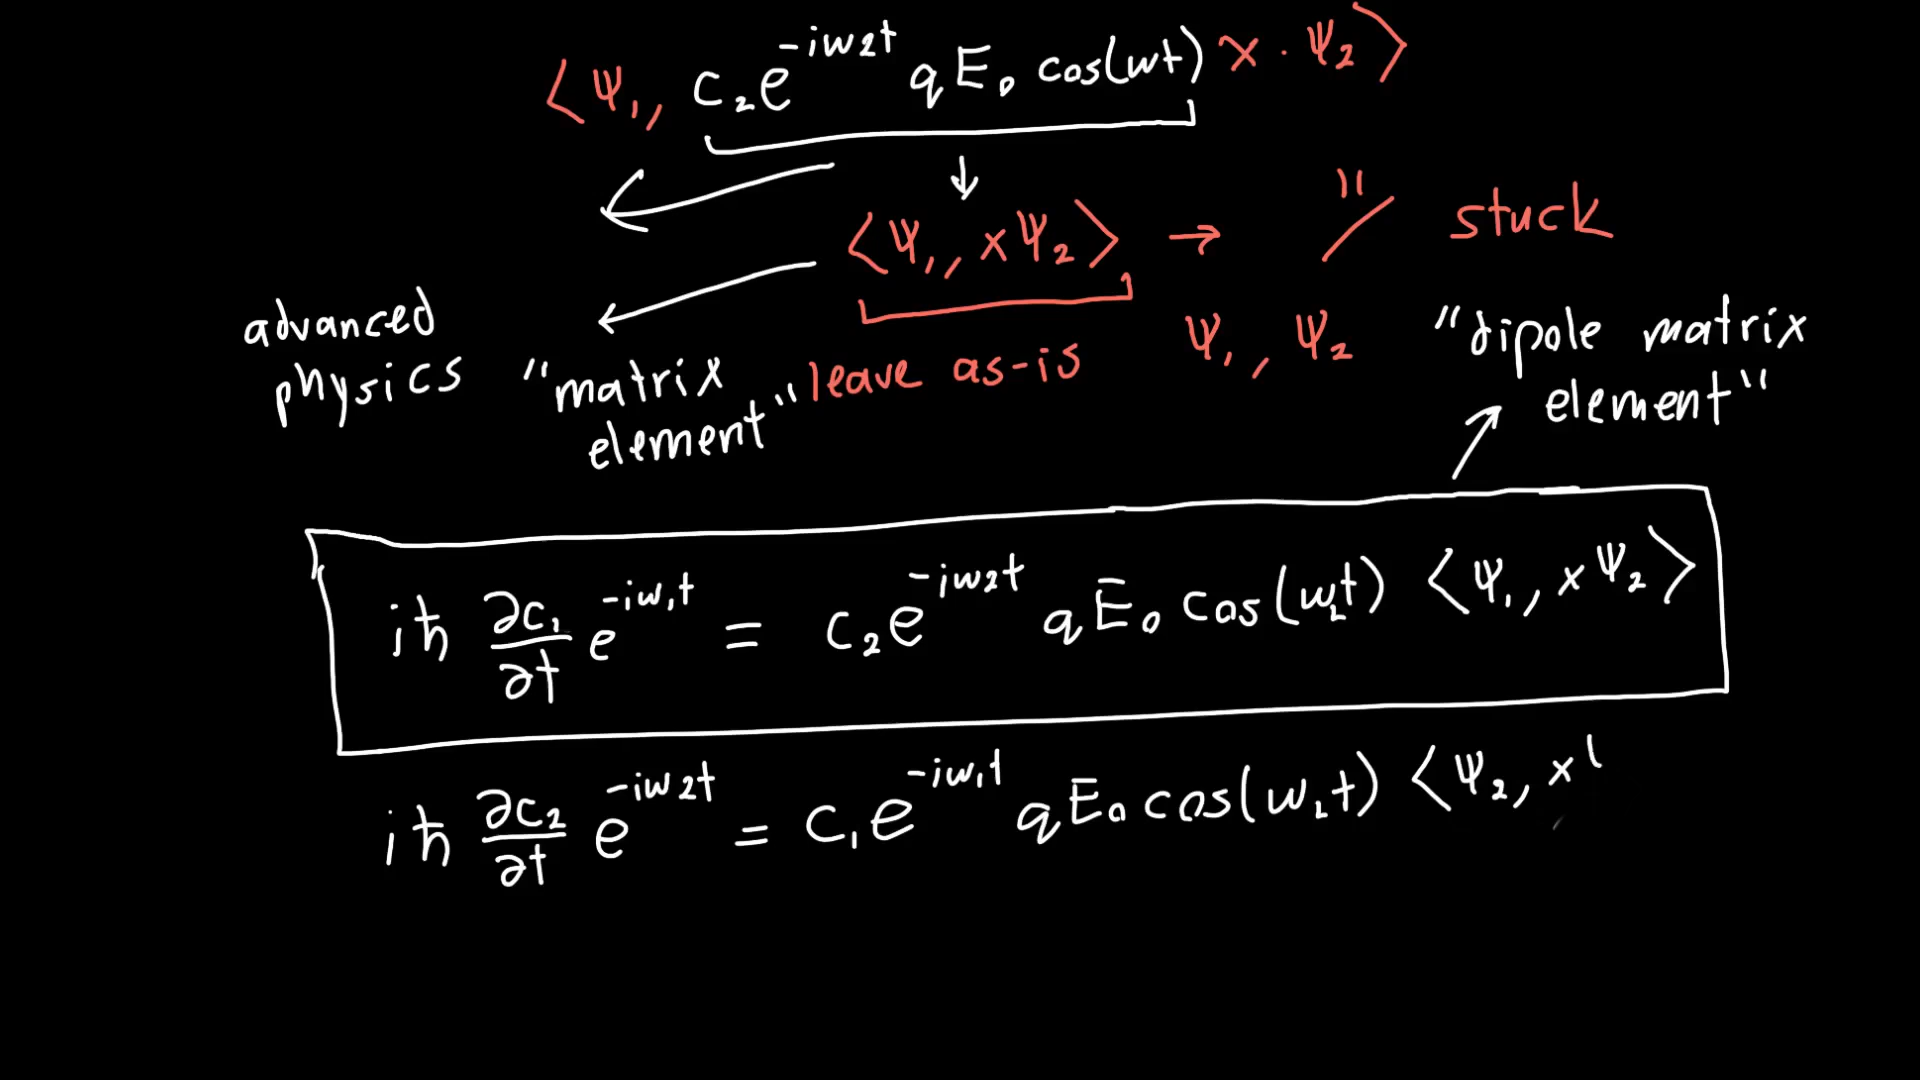 ⟨Ψ₁, c₂e^{-iω2t} qE₀ cos(ωt) x · Ψ₂⟩
↓
⟨Ψ₁, xΨ₂⟩ → " / stuck
advanced
physics
"matrix
element"
leave as-is
Ψ₁, Ψ₂
"dipole matrix
element"
iħ ∂c₁/∂t e^{-iω₁t} = c₂e^{-iω2t} qE₀ cos(ω_L t) ⟨Ψ₁, xΨ₂⟩
iħ ∂c₂/∂t e^{-iω2t} = c₁e^{-iω₁t} qE₀ cos(ω_L t) ⟨Ψ₂, x